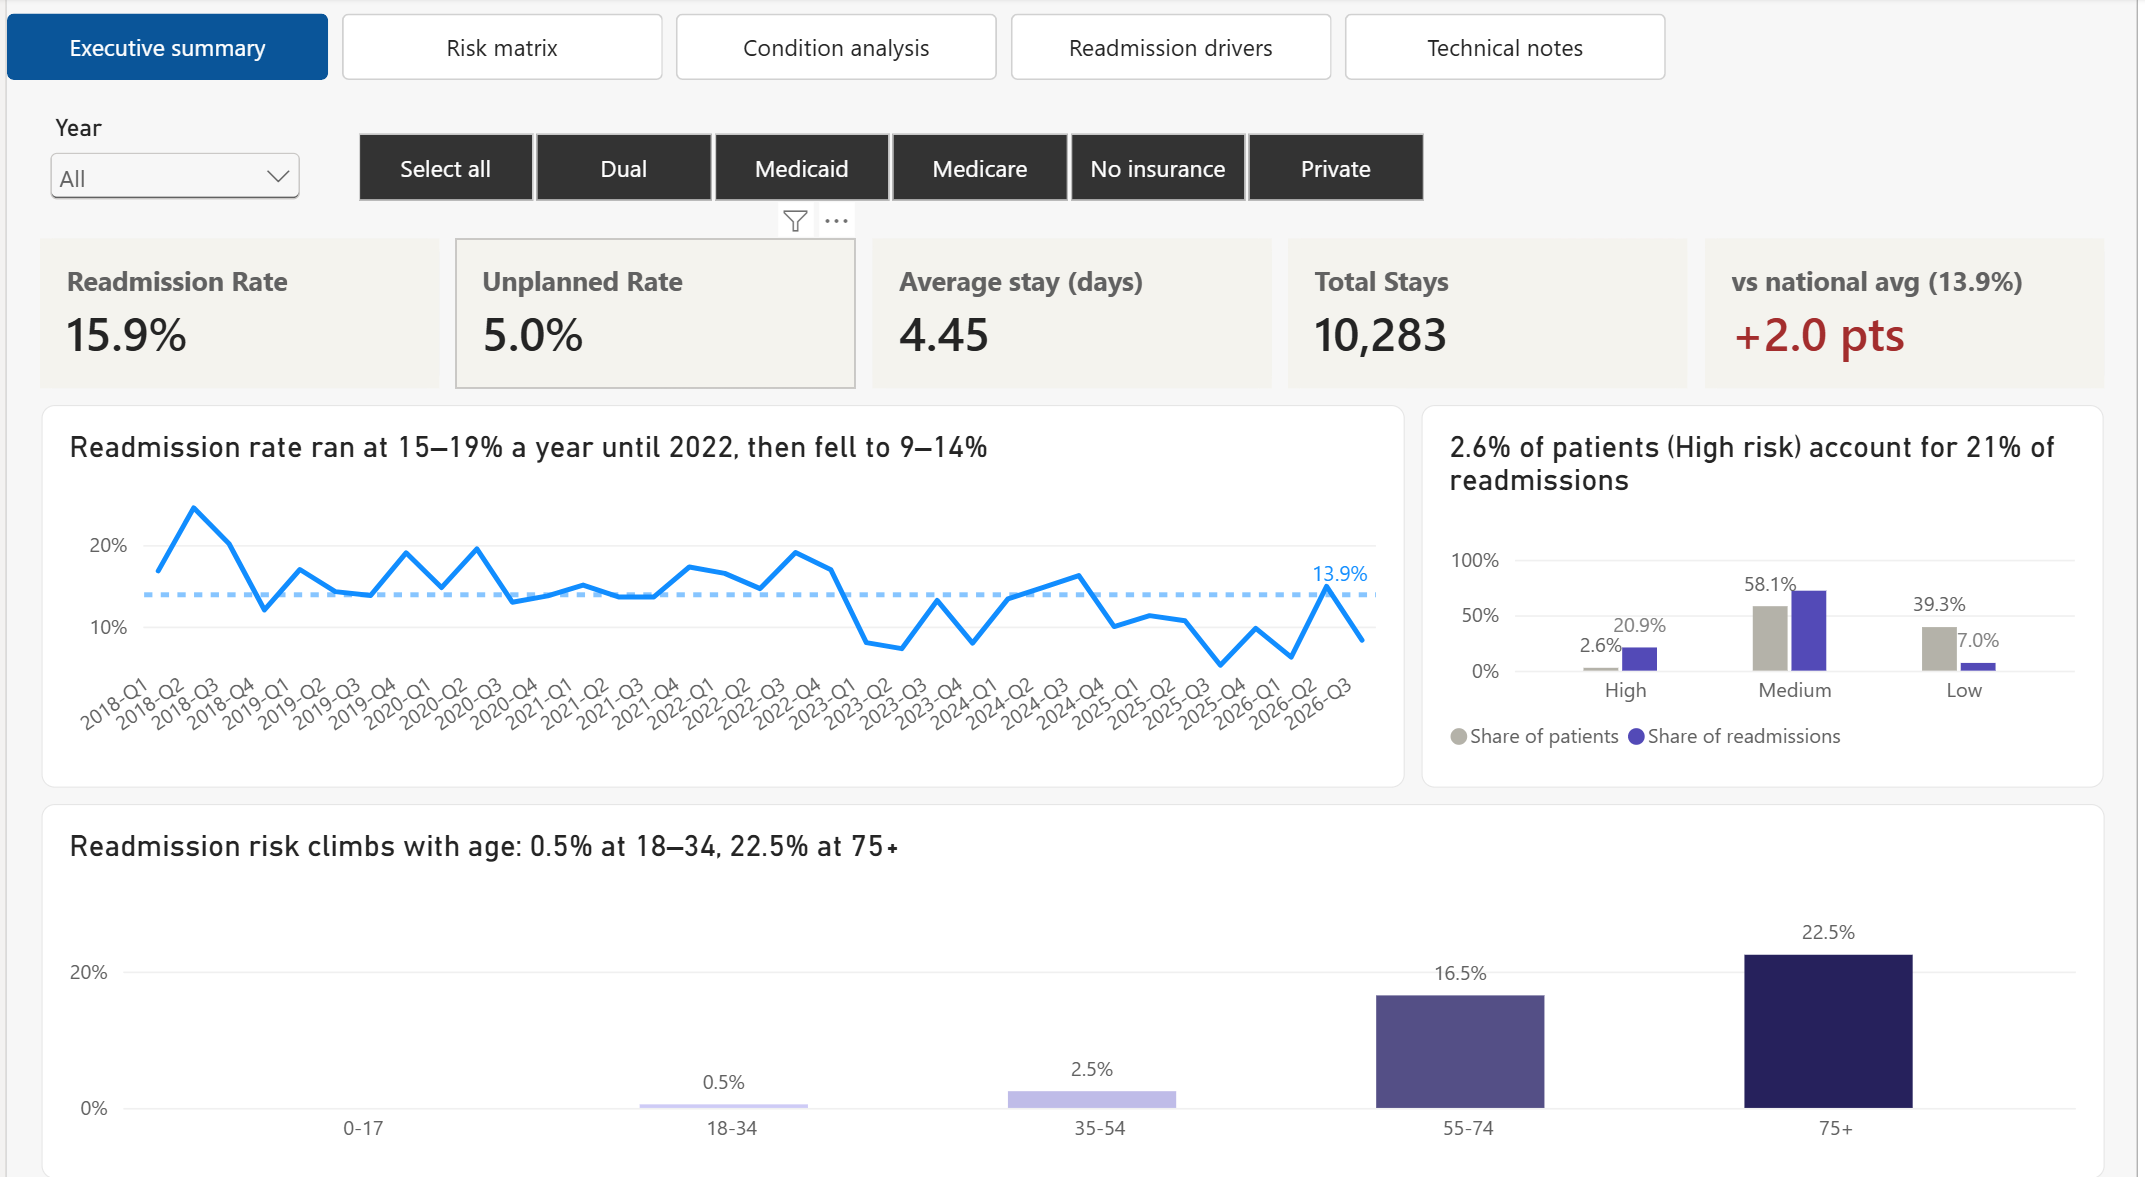 Executive summary
Risk matrix
Condition analysis
Readmission drivers
Technical notes
Year
All
Select all
Dual
Medicaid
Medicare
No insurance
Private
Readmission Rate
15.9%
Unplanned Rate
5.0%
Average stay (days)
4.45
Total Stays
10,283
vs national avg (13.9%)
+2.0 pts
Readmission rate ran at 15–19% a year until 2022, then fell to 9–14%
20%
10%
13.9%
2018-Q1
2018-Q2
2018-Q3
2018-Q4
2019-Q1
2019-Q2
2019-Q3
2019-Q4
2020-Q1
2020-Q2
2020-Q3
2020-Q4
2021-Q1
2021-Q2
2021-Q3
2021-Q4
2022-Q1
2022-Q2
2022-Q3
2022-Q4
2023-Q1
2023-Q2
2023-Q3
2023-Q4
2024-Q1
2024-Q2
2024-Q3
2024-Q4
2025-Q1
2025-Q2
2025-Q3
2025-Q4
2026-Q1
2026-Q2
2026-Q3
2.6% of patients (High risk) account for 21% of
readmissions
100%
50%
0%
2.6%
20.9%
58.1%
39.3%
7.0%
High
Medium
Low
Share of patients
Share of readmissions
Readmission risk climbs with age: 0.5% at 18–34, 22.5% at 75+
20%
0%
0.5%
2.5%
16.5%
22.5%
0-17
18-34
35-54
55-74
75+